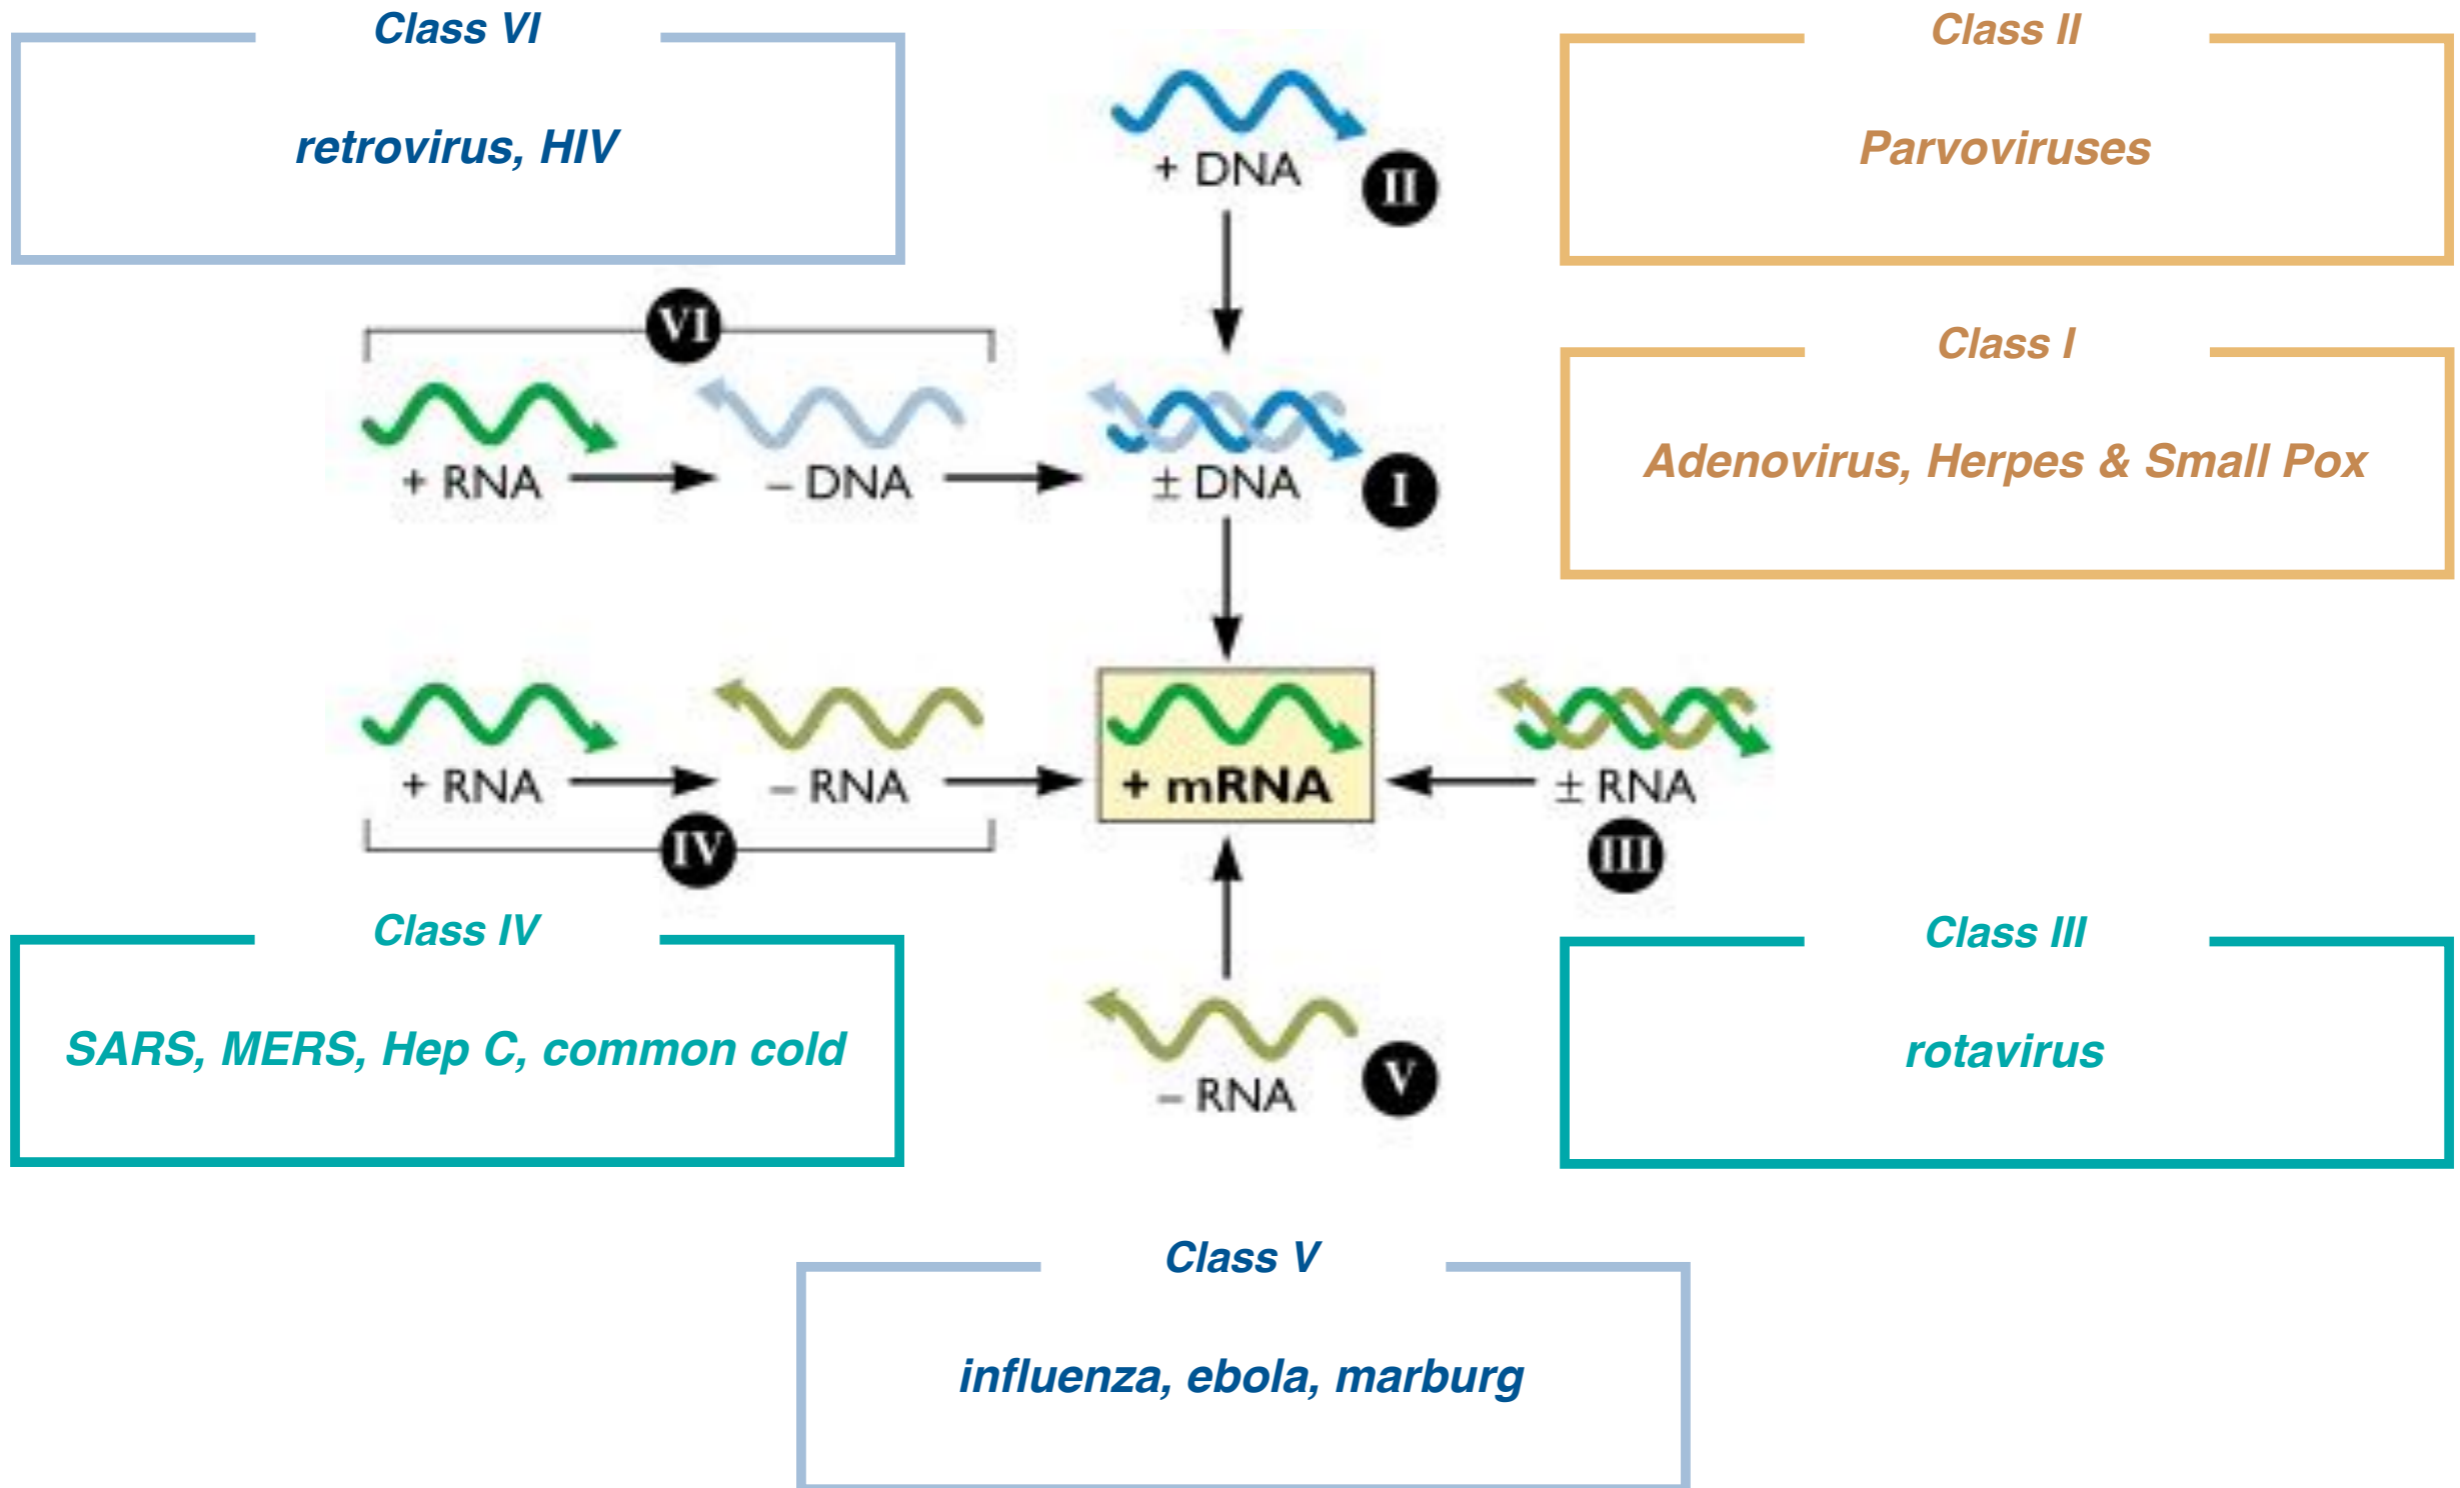 Class VI
retrovirus, HIV
Class II
Parvoviruses
+ DNA
II
VI
Class I
Adenovirus, Herpes & Small Pox
+ RNA
– DNA
± DNA
I
+ RNA
– RNA
+ mRNA
± RNA
IV
III
Class IV
SARS, MERS, Hep C, common cold
Class III
rotavirus
– RNA
V
Class V
influenza, ebola, marburg